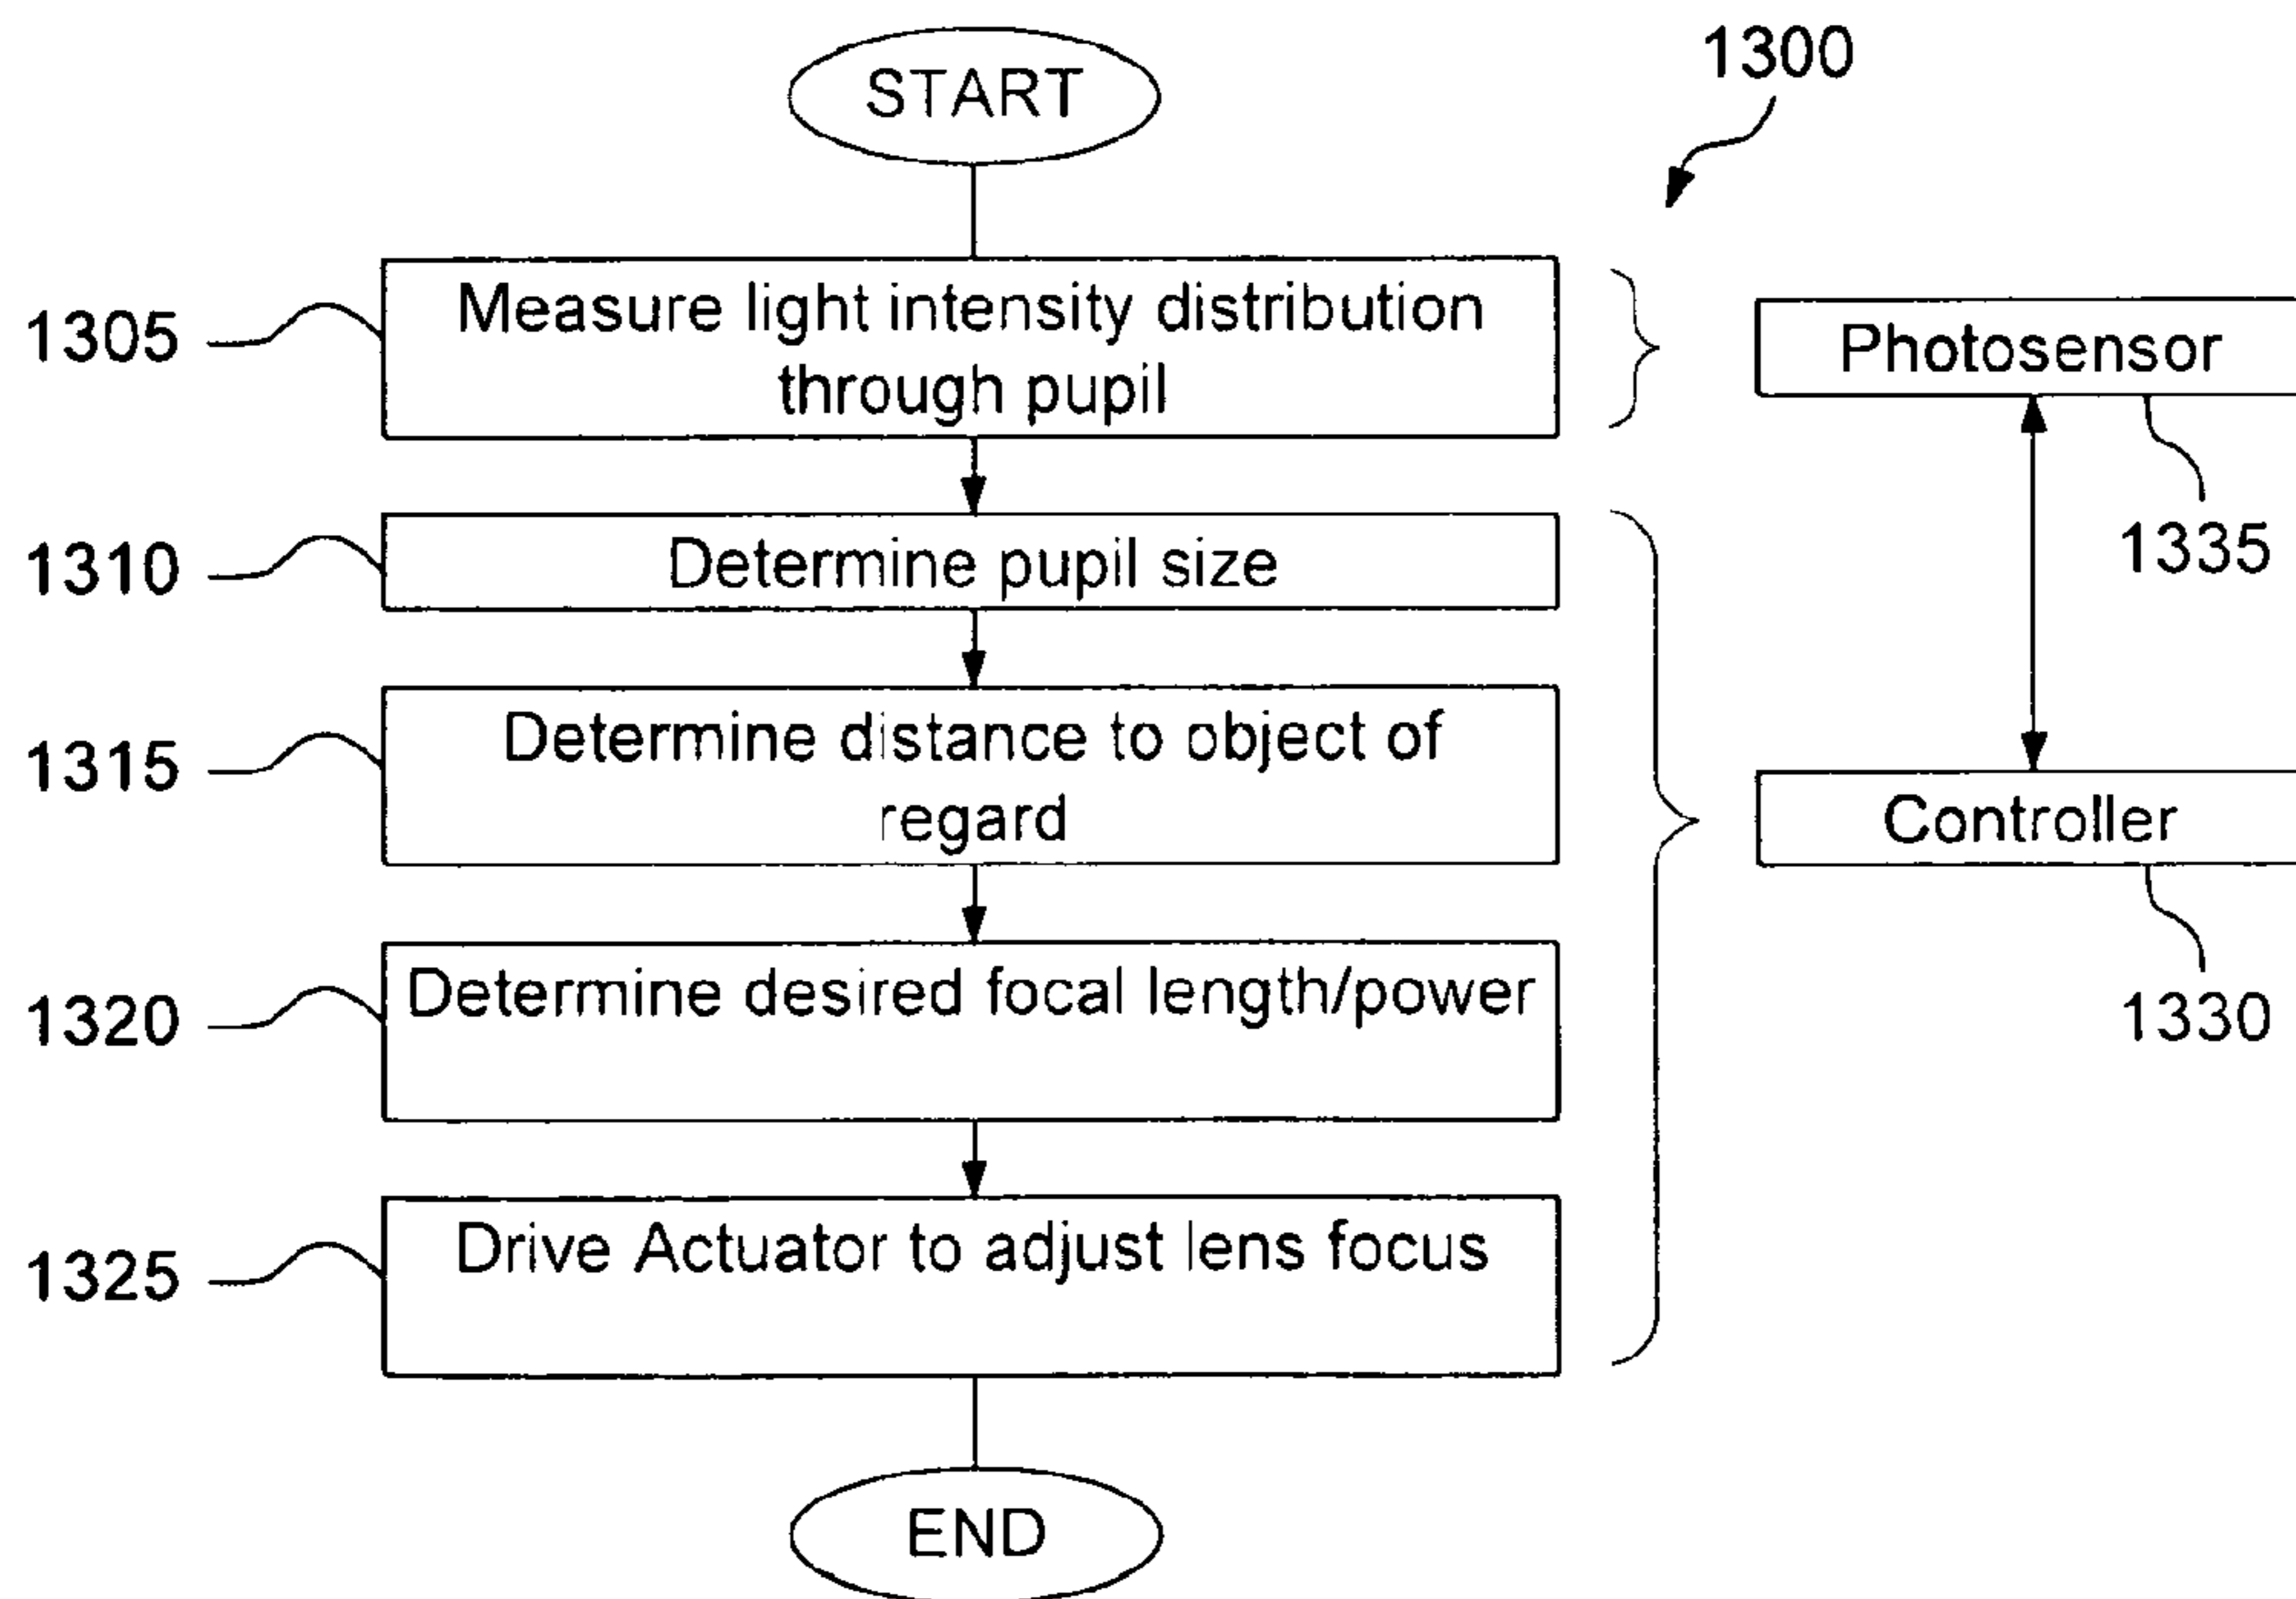 START
1300
1305
Measure light intensity distribution
through pupil
Photosensor
1335
1310
Determine pupil size
1315
Determine distance to object of
regard
Controller
1330
1320
Determine desired focal length/power
1325
Drive Actuator to adjust lens focus
END